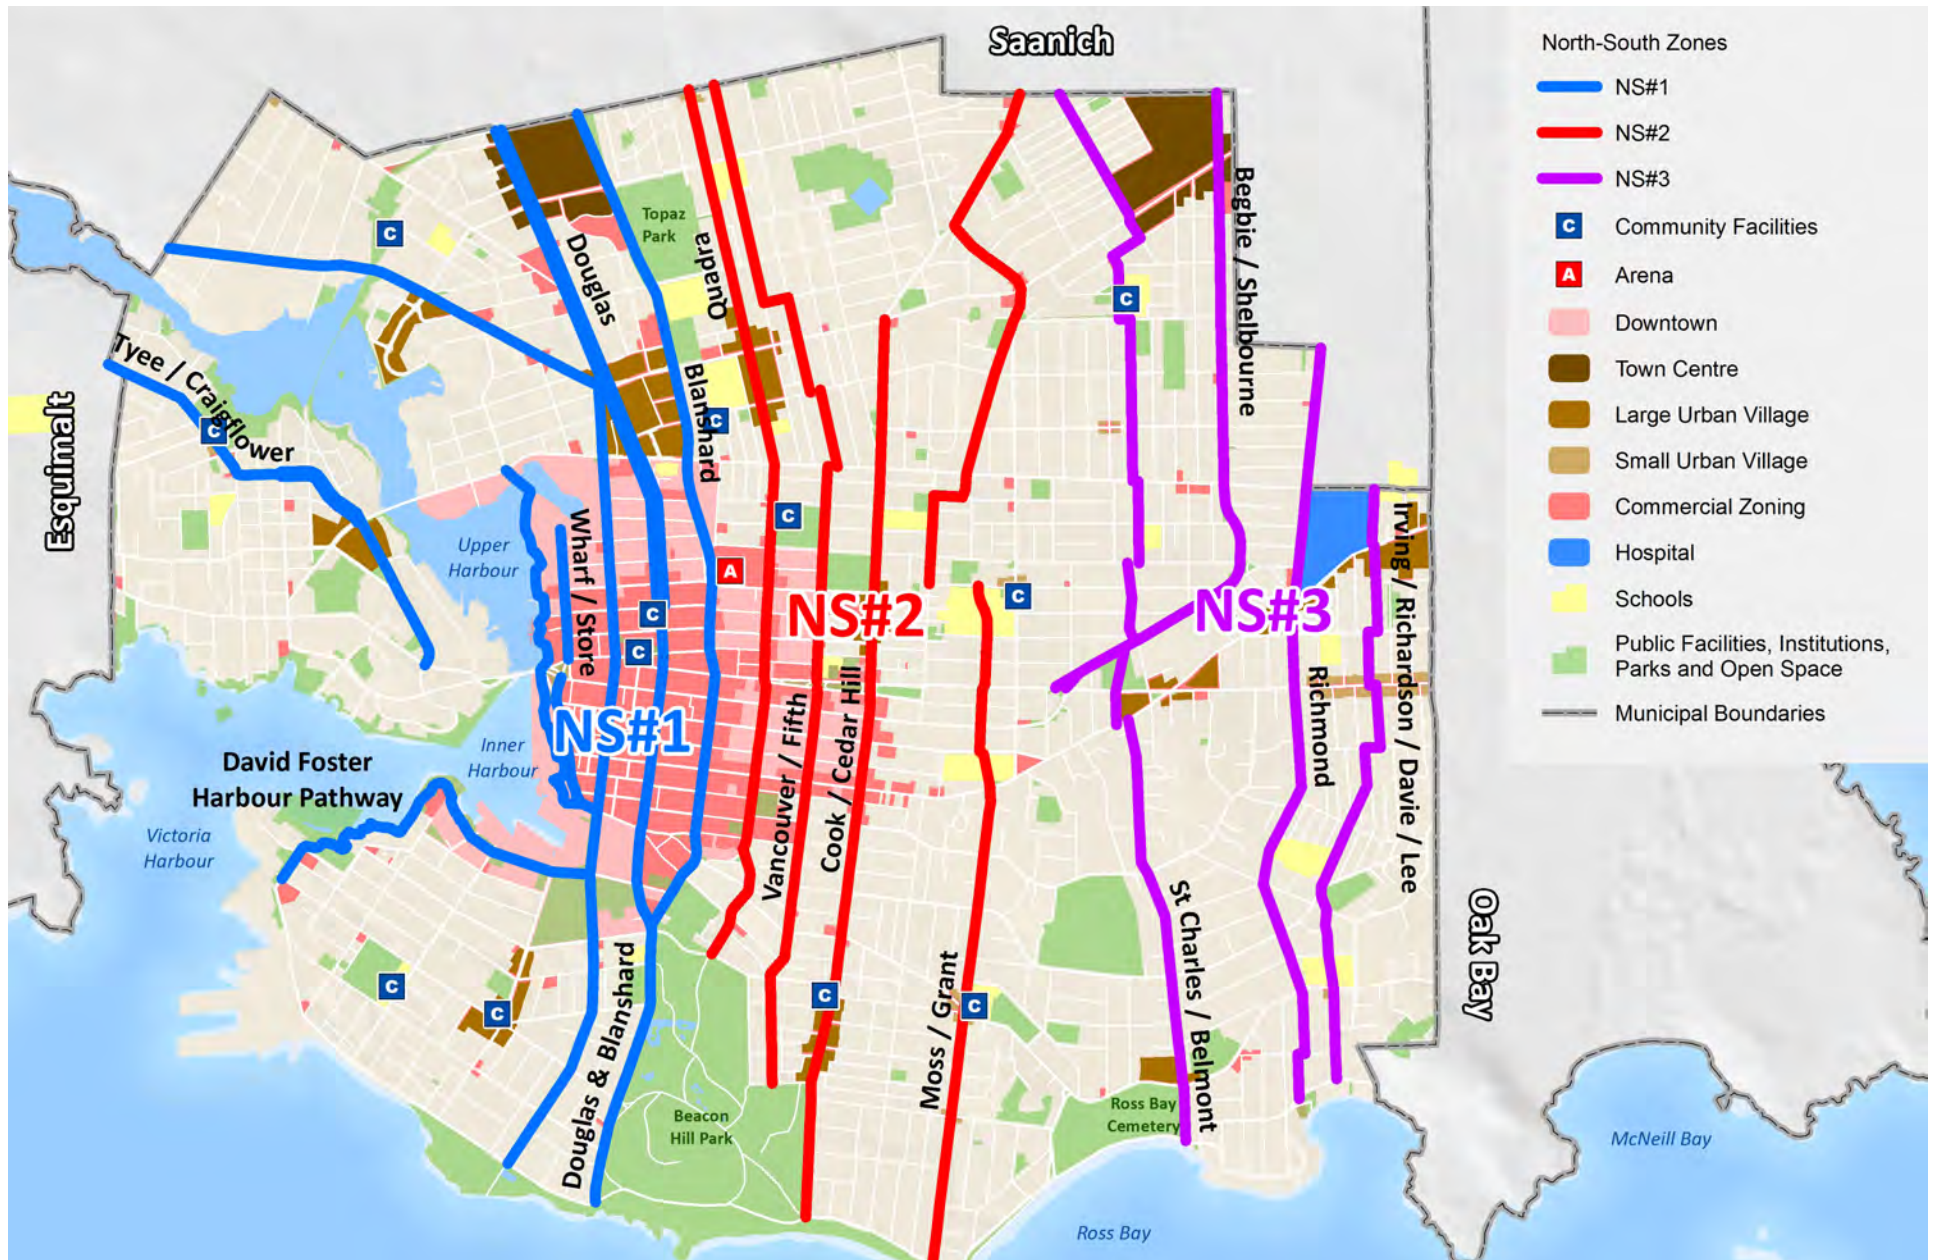 Saanich
North-South Zones
NS#1
NS#2
NS#3
C
Community Facilities
A
Arena
Downtown
Town Centre
Large Urban Village
Small Urban Village
Commercial Zoning
Hospital
Schools
Public Facilities, Institutions,
Parks and Open Space
Municipal Boundaries
Topaz
Park
C
Douglas
Quadra
Begbie / Shelbourne
C
Tyee / Craigflower
C
Blanshard
C
Esquimalt
Upper
Harbour
Wharf / Store
C
A
C
C
C
NS#2
NS#3
Irving / Richardson / Davie / Lee
NS#1
Inner
Harbour
Vancouver / Fifth
Cook / Cedar Hill
Richmond
David Foster
Harbour Pathway
Victoria
Harbour
St Charles / Belmont
Oak Bay
C
C
C
C
Douglas & Blanshard
Moss / Grant
Beacon
Hill Park
Ross Bay
Cemetery
McNeill Bay
Ross Bay